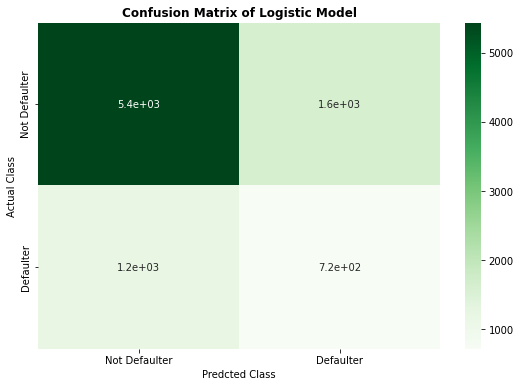 Confusion Matrix of Logistic Model
Not Defaulter
5.4e+03
1.6e+03
Defaulter
1.2e+03
7.2e+02
Actual Class
Not Defaulter
Defaulter
Predcted Class
5000
4000
3000
2000
1000